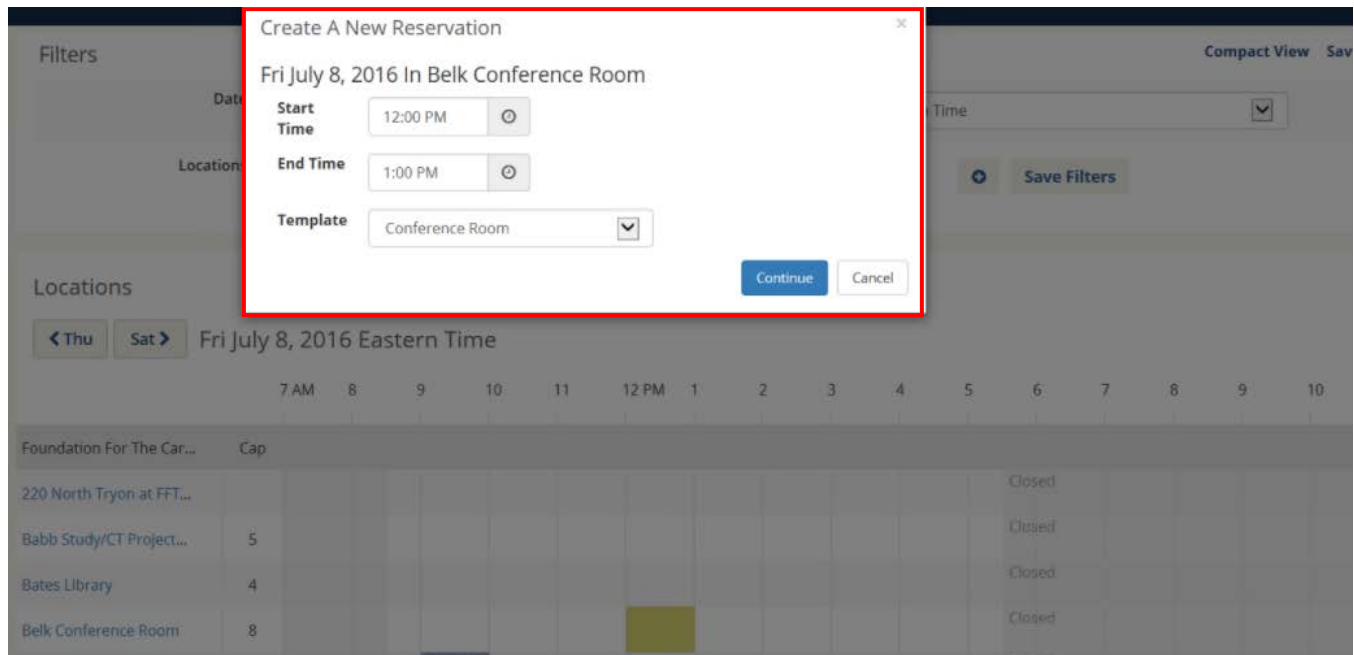 Create A New Reservation ×
Filters
Compact View Sav
Fri July 8, 2016 In Belk Conference Room
Date
Start Time 12:00 PM
Time
Locations
End Time 1:00 PM
Save Filters
Template Conference Room
Continue Cancel
Locations
Thu Sat Fri July 8, 2016 Eastern Time
7 AM 8 9 10 11 12 PM 1 2 3 4 5 6 7 8 9 10
Foundation For The Car... Cap
220 North Tryon at FFT... Closed
Babb Study/CT Project... 5 Closed
Bates Library 4 Closed
Belk Conference Room 8 Closed